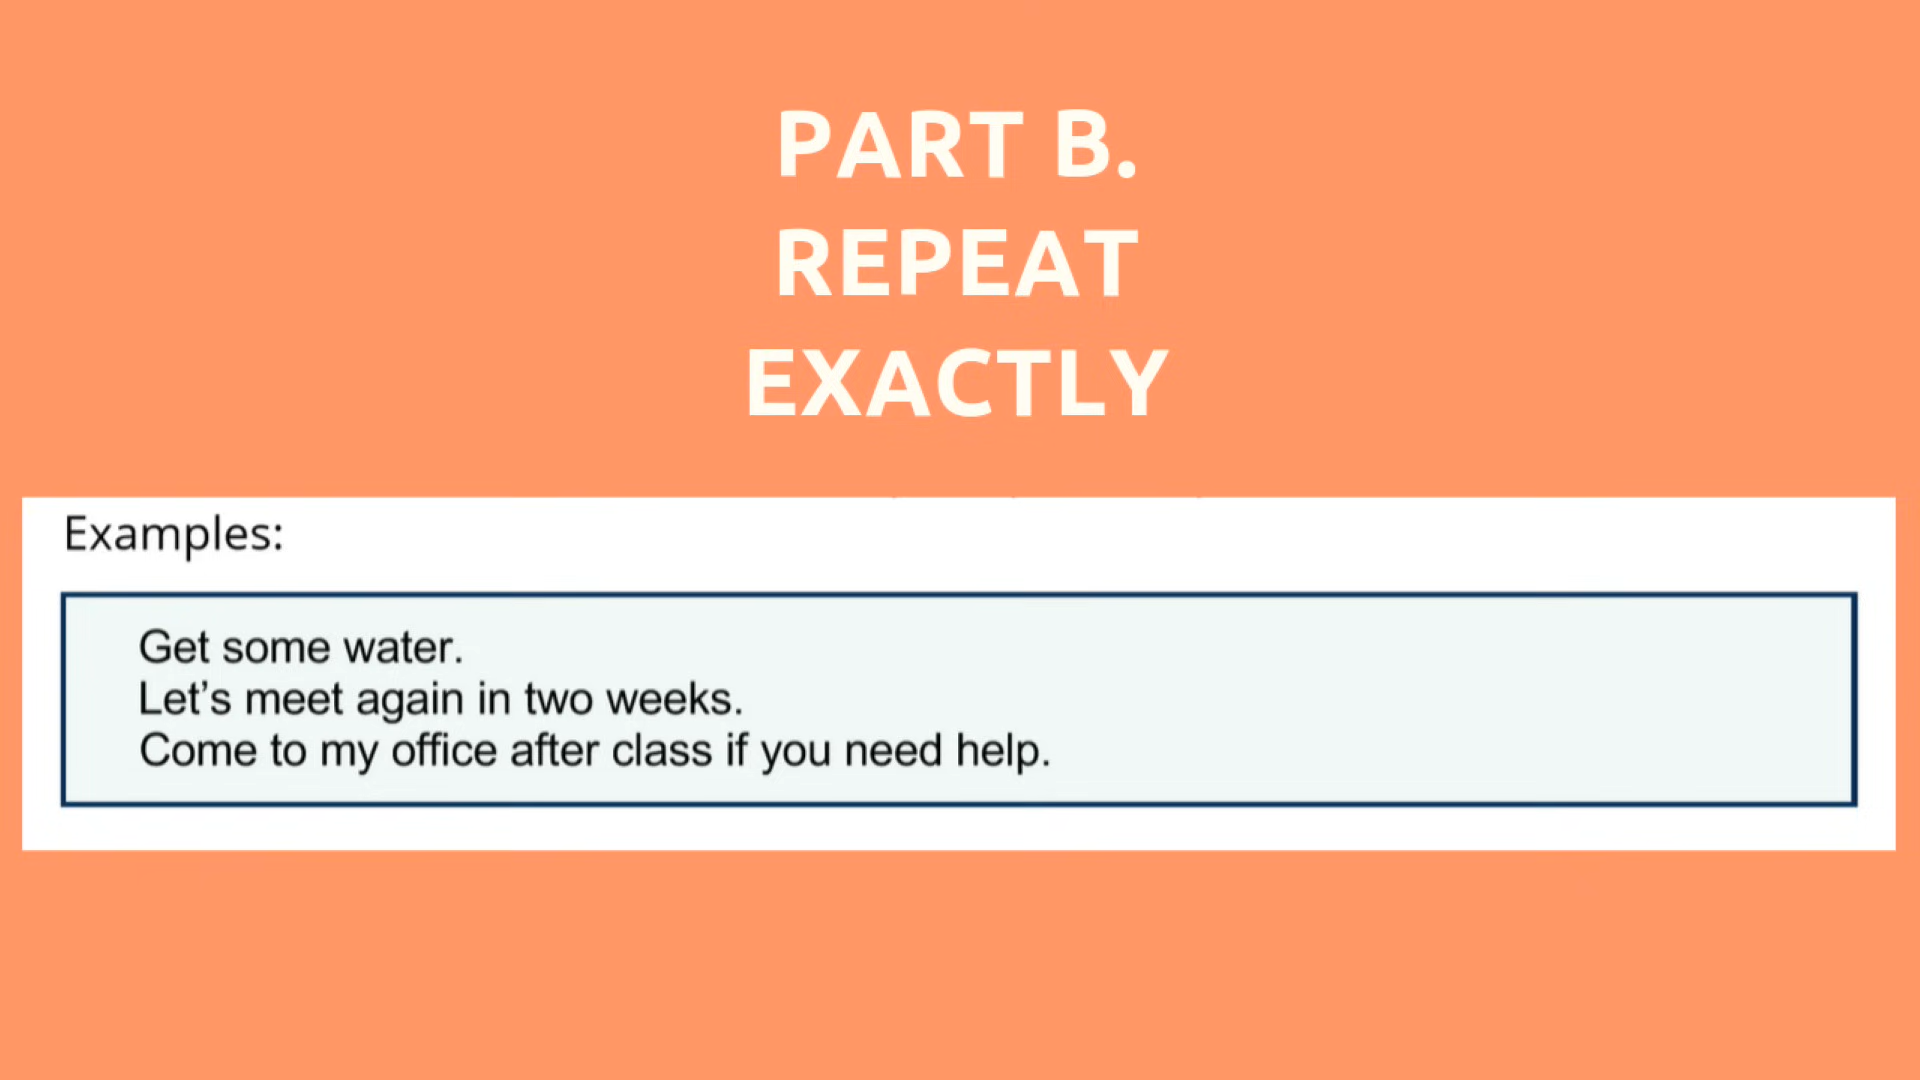 PART B.
REPEAT
EXACTLY
Examples:
Get some water.
Let’s meet again in two weeks.
Come to my office after class if you need help.